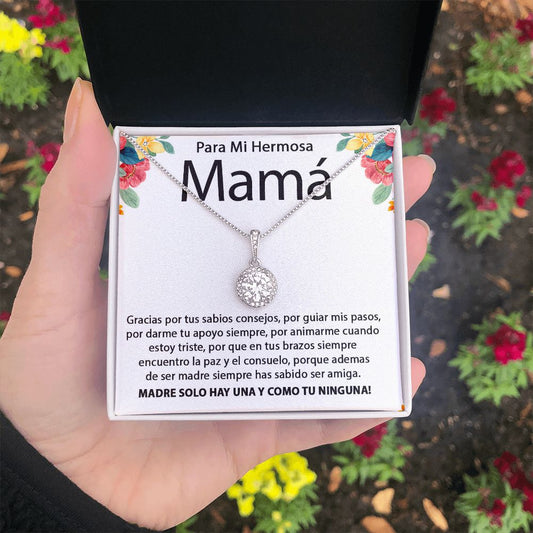 Para Mi Hermosa
Mamá
Gracias por tus sabios consejos, por guiar mis pasos,
por darme tu apoyo siempre, por animarme cuando
estoy triste, por que en tus brazos siempre
encuentro la paz y el consuelo, porque ademas
de ser madre siempre has sabido ser amiga.
MADRE SOLO HAY UNA Y COMO TU NINGUNA!